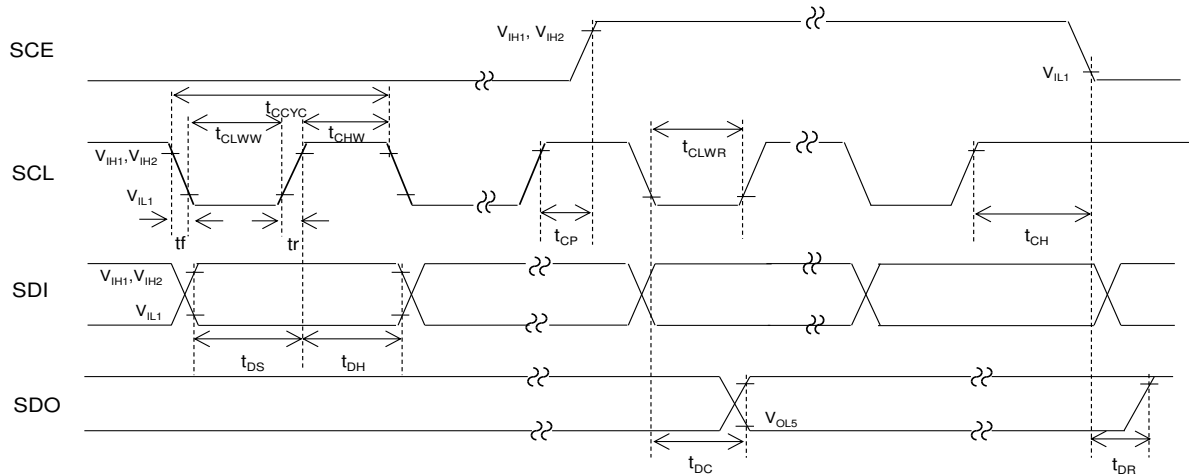 V_IH1, V_IH2
SCE
V_IL1
t_CCYC
t_CLWW
t_CHW
t_CLWR
V_IH1,V_IH2
SCL
V_IL1
tf
tr
t_CP
t_CH
V_IH1,V_IH2
SDI
V_IL1
t_DS
t_DH
SDO
V_OL5
t_DC
t_DR